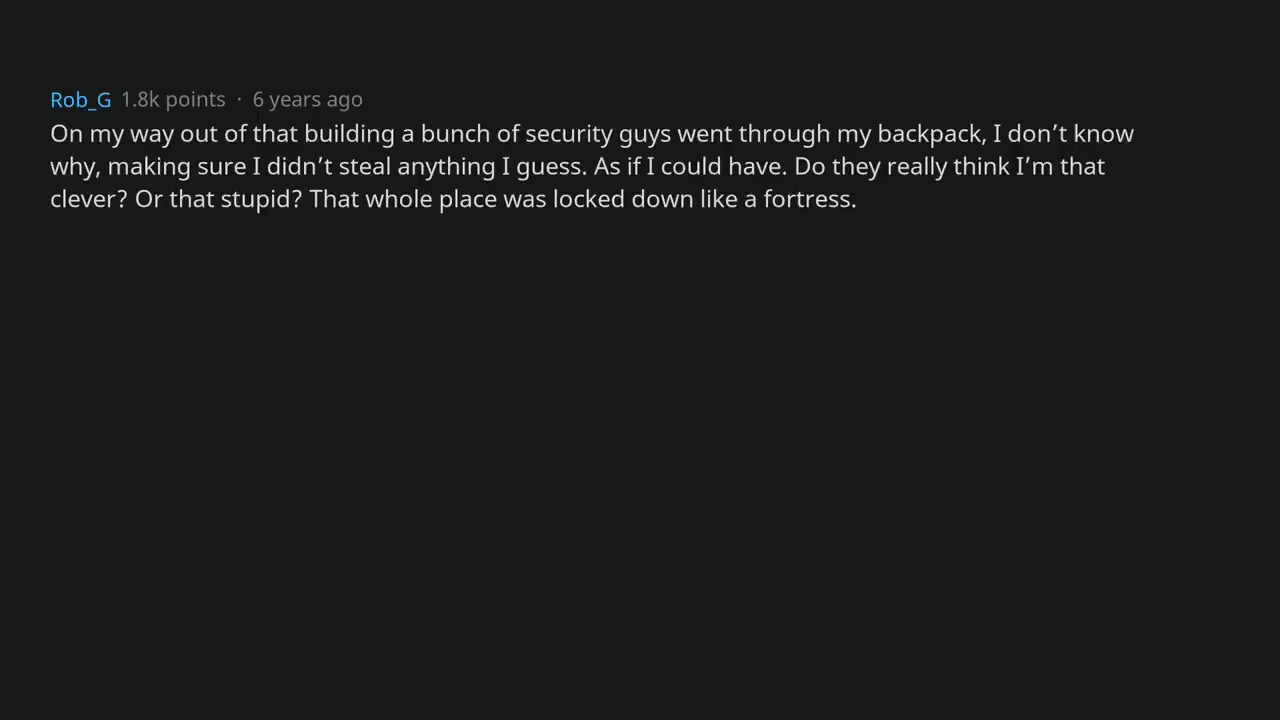 Rob_G 1.8k points · 6 years ago
On my way out of that building a bunch of security guys went through my backpack, I don’t know
why, making sure I didn’t steal anything I guess. As if I could have. Do they really think I’m that
clever? Or that stupid? That whole place was locked down like a fortress.